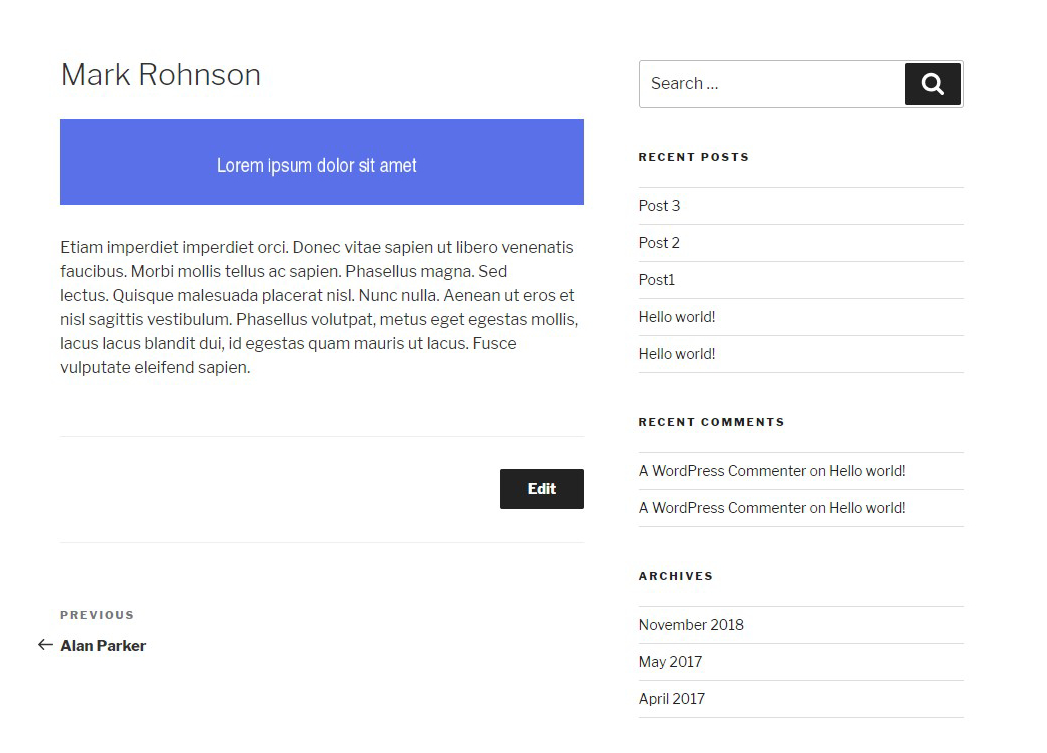 Mark Rohnson
Lorem ipsum dolor sit amet
Etiam imperdiet imperdiet orci. Donec vitae sapien ut libero venenatis
faucibus. Morbi mollis tellus ac sapien. Phasellus magna. Sed
lectus. Quisque malesuada placerat nisl. Nunc nulla. Aenean ut eros et
nisl sagittis vestibulum. Phasellus volutpat, metus eget egestas mollis,
lacus lacus blandit dui, id egestas quam mauris ut lacus. Fusce
vulputate eleifend sapien.
Edit
PREVIOUS
← Alan Parker
Search …
RECENT POSTS
Post 3
Post 2
Post1
Hello world!
Hello world!
RECENT COMMENTS
A WordPress Commenter on Hello world!
A WordPress Commenter on Hello world!
ARCHIVES
November 2018
May 2017
April 2017